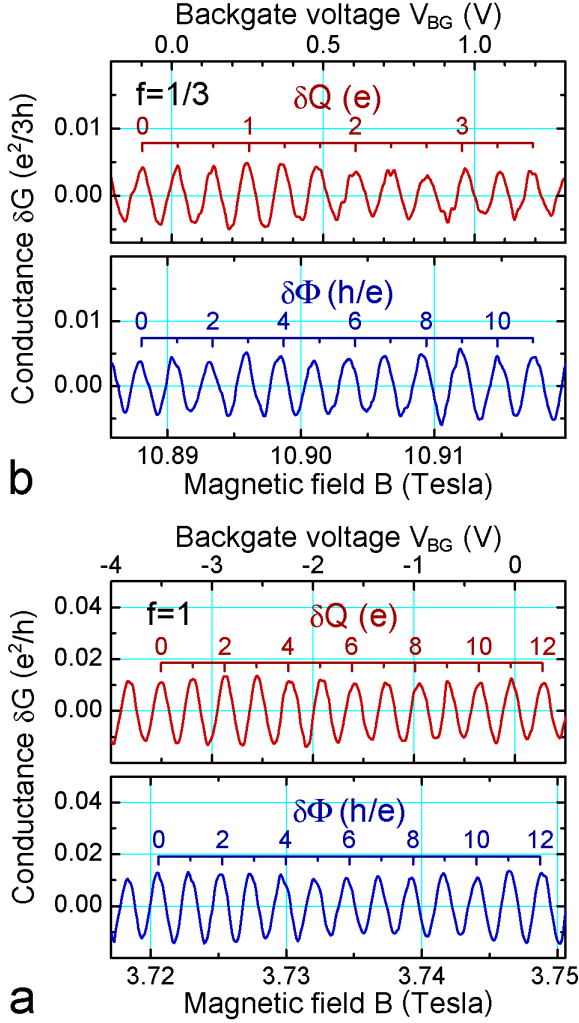 Backgate voltage V_BG (V)
0.0 0.5 1.0
f=1/3 δQ (e)
0 1 2 3
0.01
0.00
Conductance δG (e²/3h)
δΦ (h/e)
0 2 4 6 8 10
0.01
0.00
10.89 10.90 10.91
b Magnetic field B (Tesla)
Backgate voltage V_BG (V)
-4 -3 -2 -1 0
f=1 δQ (e)
0 2 4 6 8 10 12
0.04
0.02
0.00
Conductance δG (e²/h)
δΦ (h/e)
0 2 4 6 8 10 12
0.04
0.02
0.00
3.72 3.73 3.74 3.75
a Magnetic field B (Tesla)